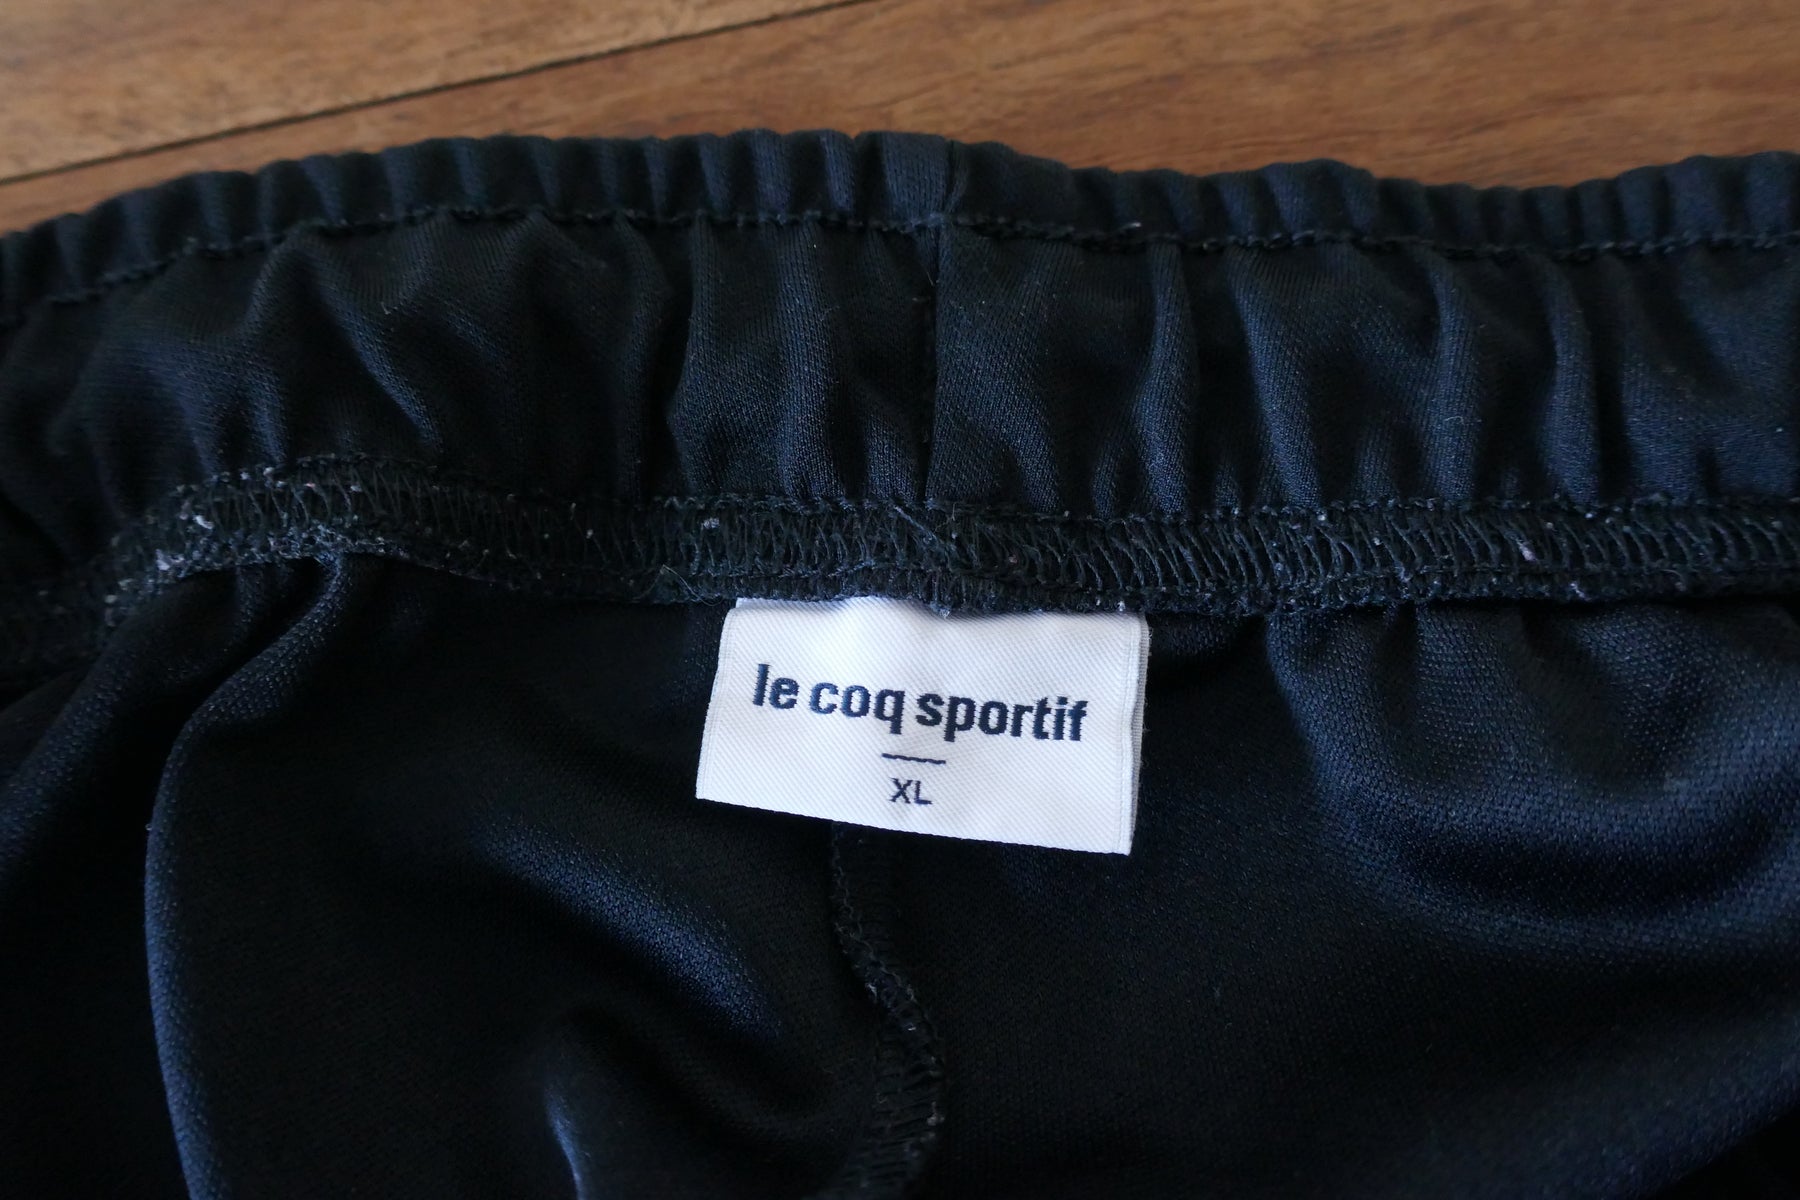 le coq sportif
XL